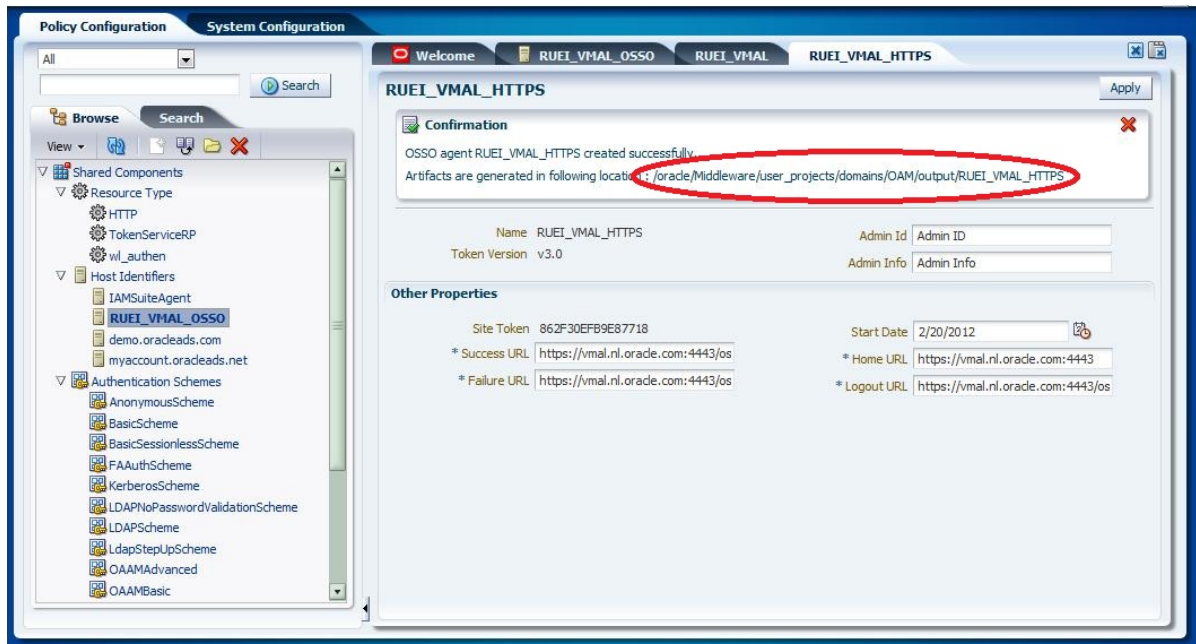 Policy Configuration System Configuration
All
Search
Browse Search
View
Shared Components
Resource Type
HTTP
TokenServiceRP
wl_authen
Host Identifiers
IAMSuiteAgent
RUEI_VMAL_OSSO
demo.oracleads.com
myaccount.oracleads.net
Authentication Schemes
AnonymousScheme
BasicScheme
BasicSessionlessScheme
FAAuthScheme
KerberosScheme
LDAPNoPasswordValidationScheme
LDAPScheme
LdapStepUpScheme
OAAMAdvanced
OAAMBasic
Welcome RUEI_VMAL_OSSO RUEI_VMAL RUEI_VMAL_HTTPS
RUEI_VMAL_HTTPS Apply
Confirmation
OSSO agent RUEI_VMAL_HTTPS created successfully.
Artifacts are generated in following location : /oracle/Middleware/user_projects/domains/OAM/output/RUEI_VMAL_HTTPS
Name RUEI_VMAL_HTTPS Admin Id Admin ID
Token Version v3.0 Admin Info Admin Info
Other Properties
Site Token 862F30EFB9E87718 Start Date 2/20/2012
* Success URL https://vmal.nl.oracle.com:4443/os * Home URL https://vmal.nl.oracle.com:4443
* Failure URL https://vmal.nl.oracle.com:4443/os * Logout URL https://vmal.nl.oracle.com:4443/os